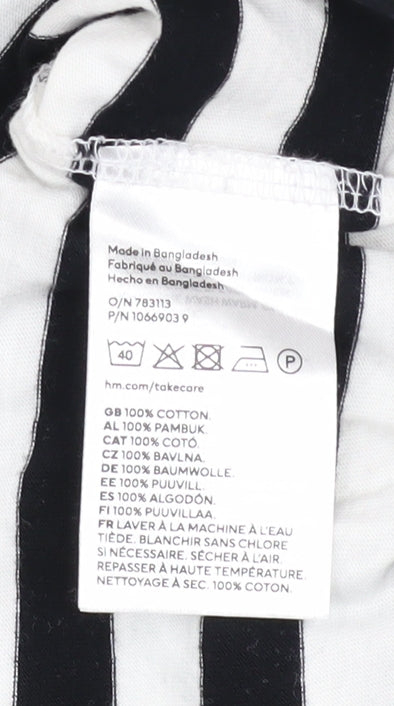 Made in Bangladesh
Fabriqué au Bangladesh
Hecho en Bangladesh
O/N 783113
P/N 1066903 9
40
P
hm.com/takecare
GB 100% COTTON.
AL 100% PAMBUK.
CAT 100% COTÓ.
CZ 100% BAVLNA.
DE 100% BAUMWOLLE.
EE 100% PUUVILL.
ES 100% ALGODÓN.
FI 100% PUUVILLAA.
FR LAVER À LA MACHINE À L'EAU
TIÈDE. BLANCHIR SANS CHLORE
SI NÉCESSAIRE. SÉCHER À L'AIR.
REPASSER À HAUTE TEMPÉRATURE.
NETTOYAGE À SEC. 100% COTON.